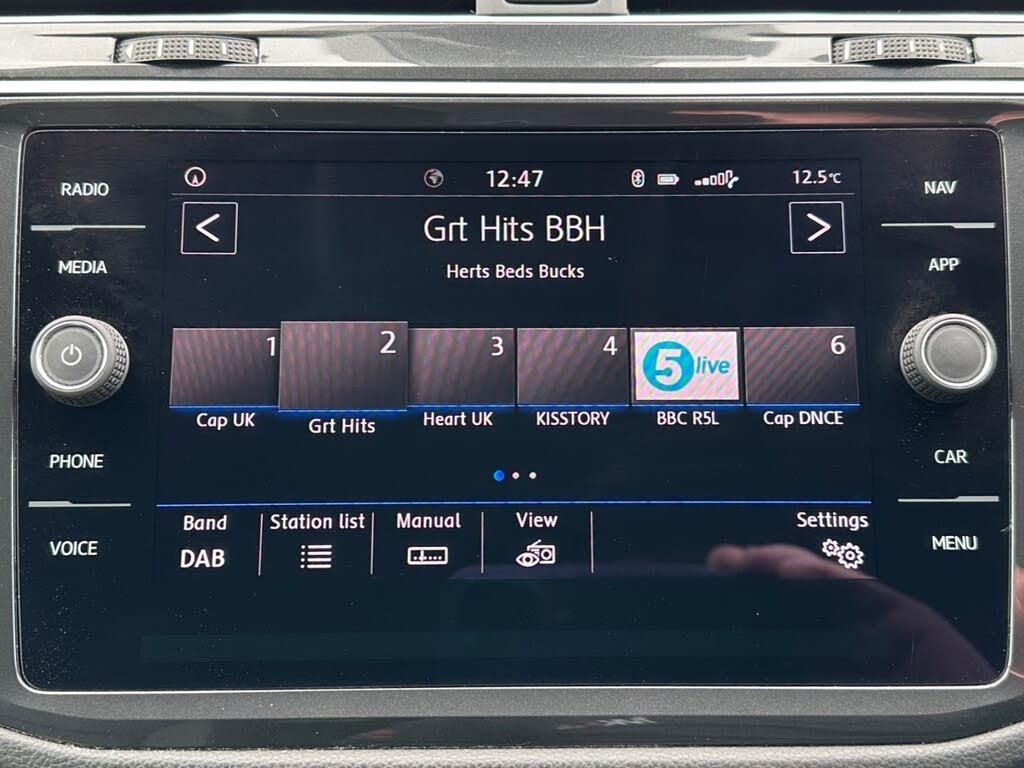 RADIO
MEDIA
PHONE
VOICE
12:47
12.5°C
<
Grt Hits BBH
>
Herts Beds Bucks
1
2
3
4
5 live
6
Cap UK
Grt Hits
Heart UK
KISSTORY
BBC R5L
Cap DNCE
Band
Station list
Manual
View
Settings
DAB
NAV
APP
CAR
MENU